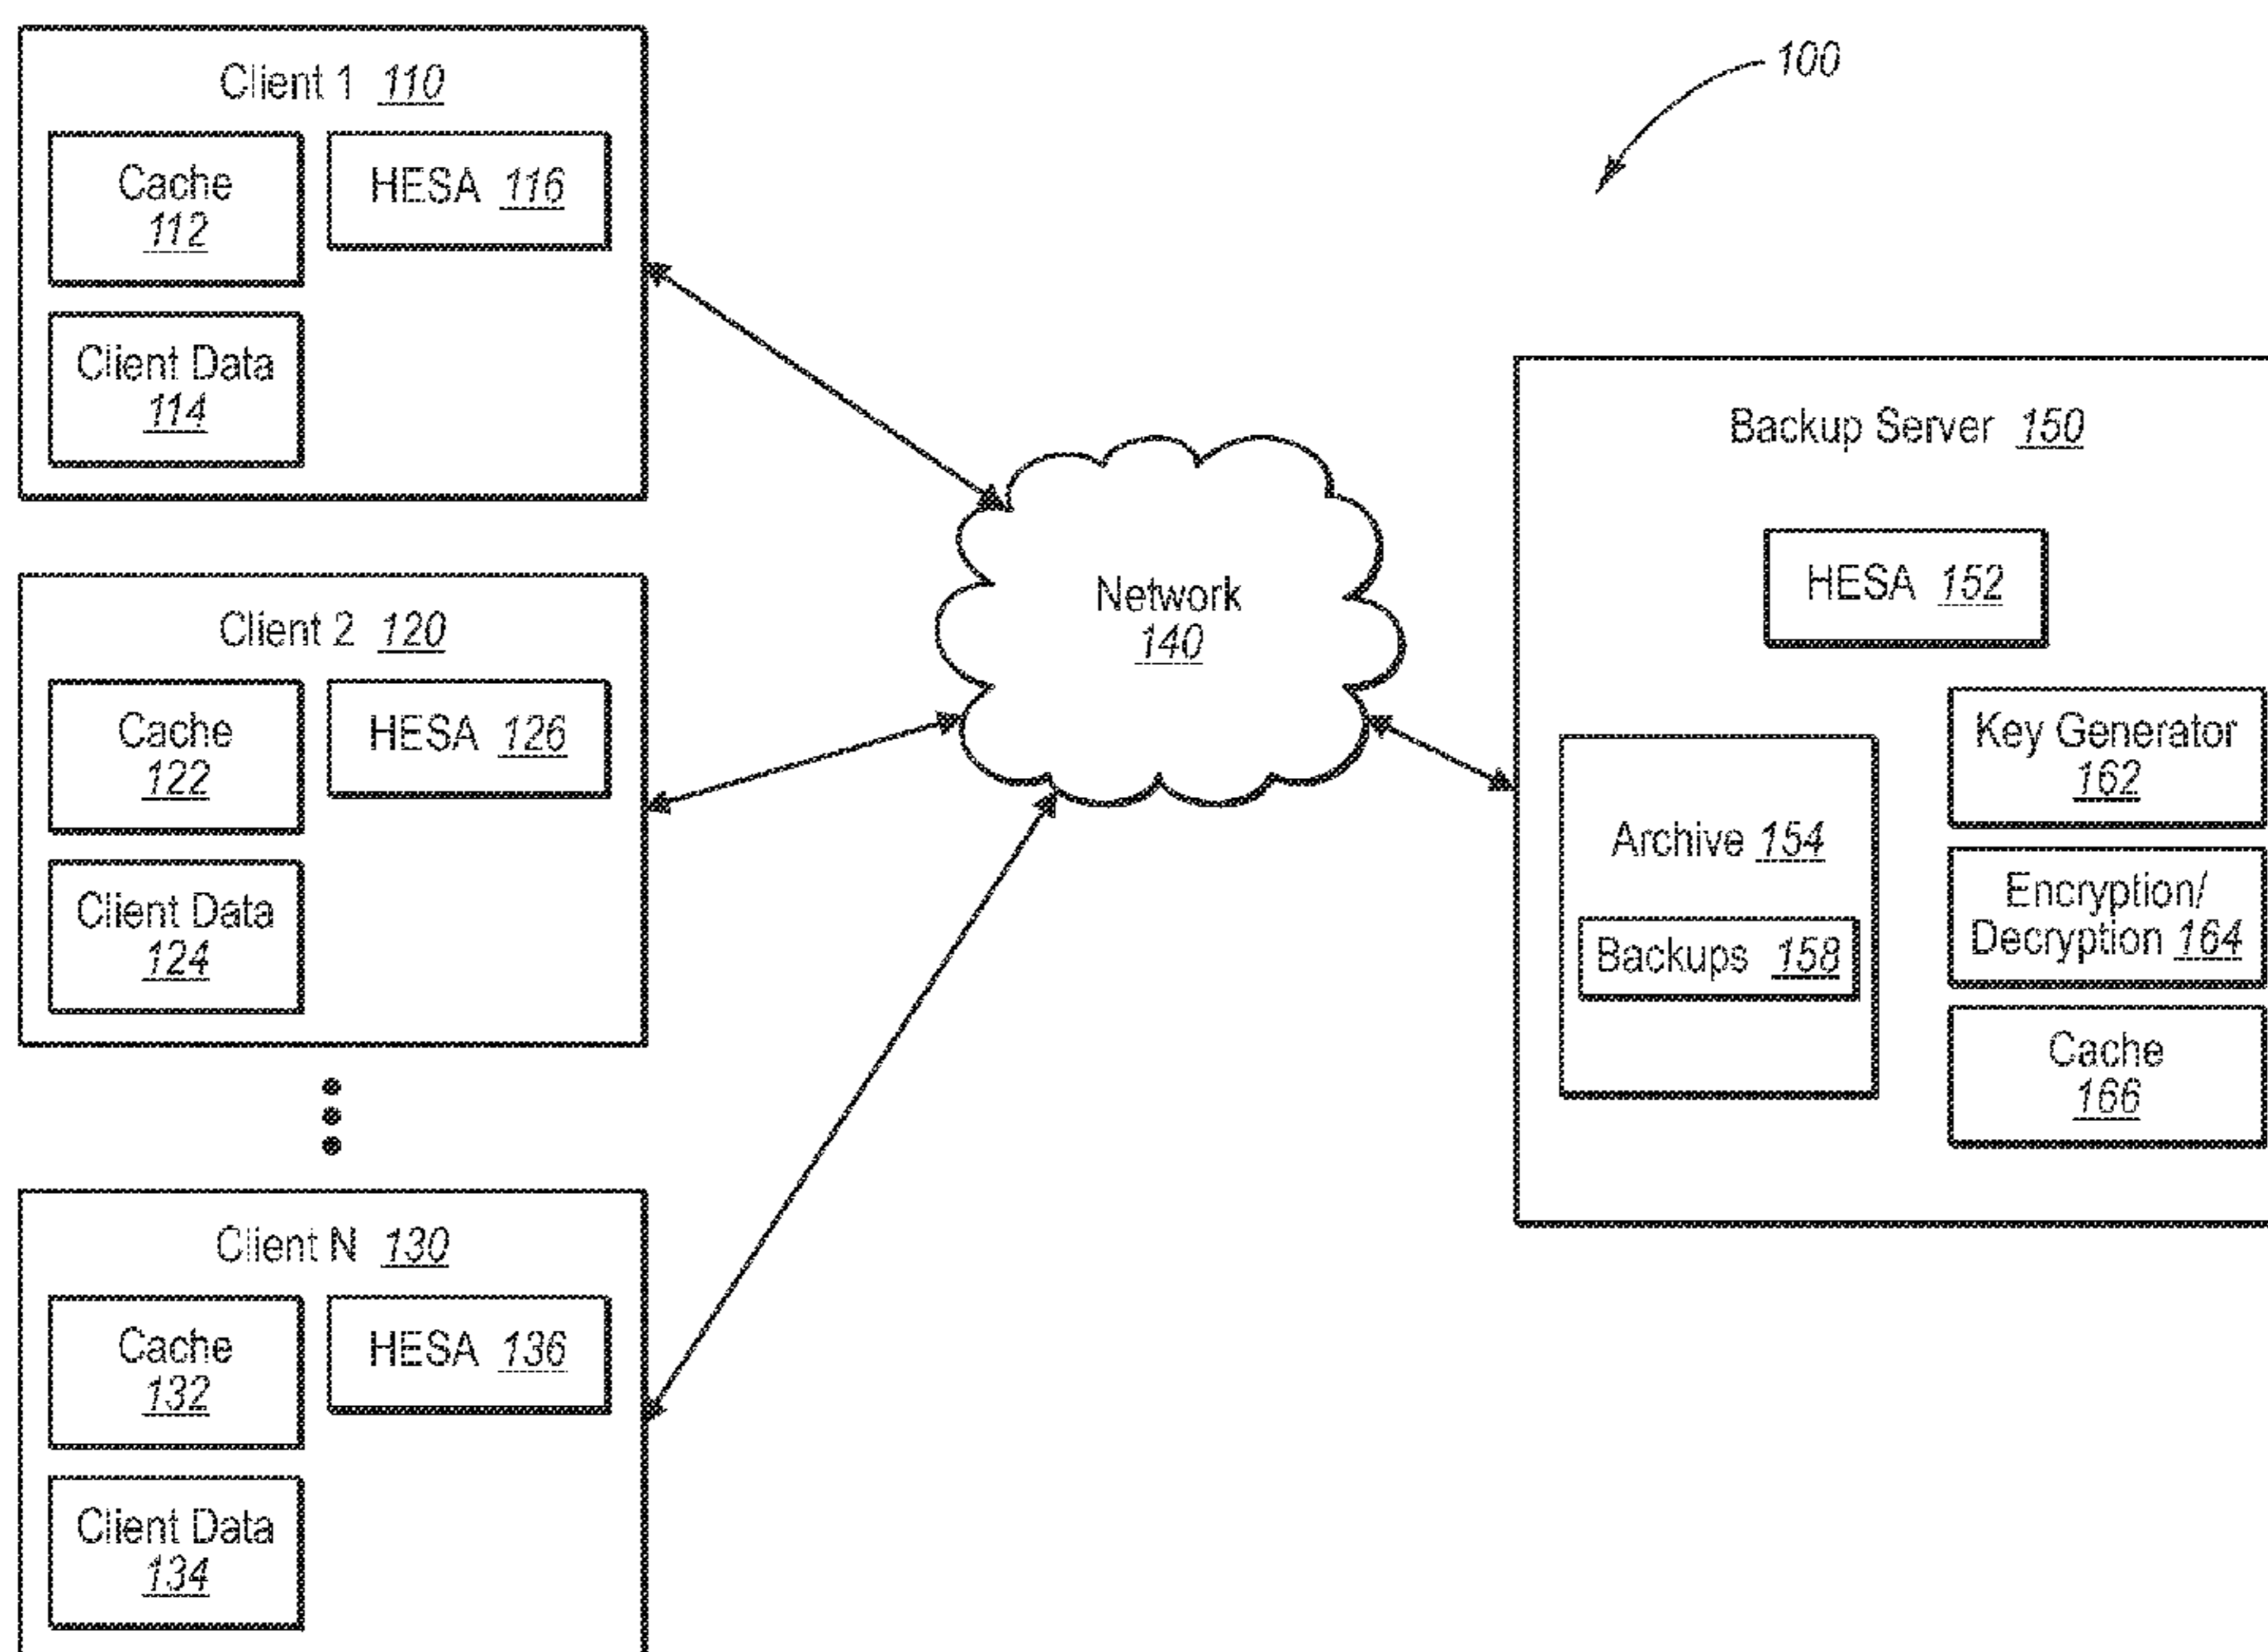 100
Client 1 110
Cache
112
HESA 116
Client Data
114
Client 2 120
Cache
122
HESA 126
Client Data
124
Client N 130
Cache
132
HESA 136
Client Data
134
Network
140
Backup Server 150
HESA 152
Archive 154
Backups 158
Key Generator
162
Encryption/
Decryption 164
Cache
166